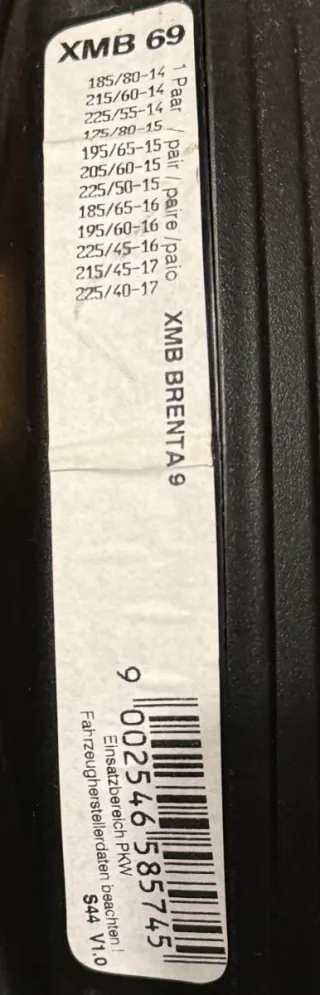 XMB 69
185/80-14
215/60-14
225/55-14
175/80-15
195/65-15
205/60-15
225/50-15
185/65-16
195/60-16
225/45-16
215/45-17
225/40-17
1 Paar / pair / paire /paio
XMB BRENTA 9
9 002546 585745
Einsatzbereich PKW
Fahrzeugherstellerdaten beachten !
S44 V1.0